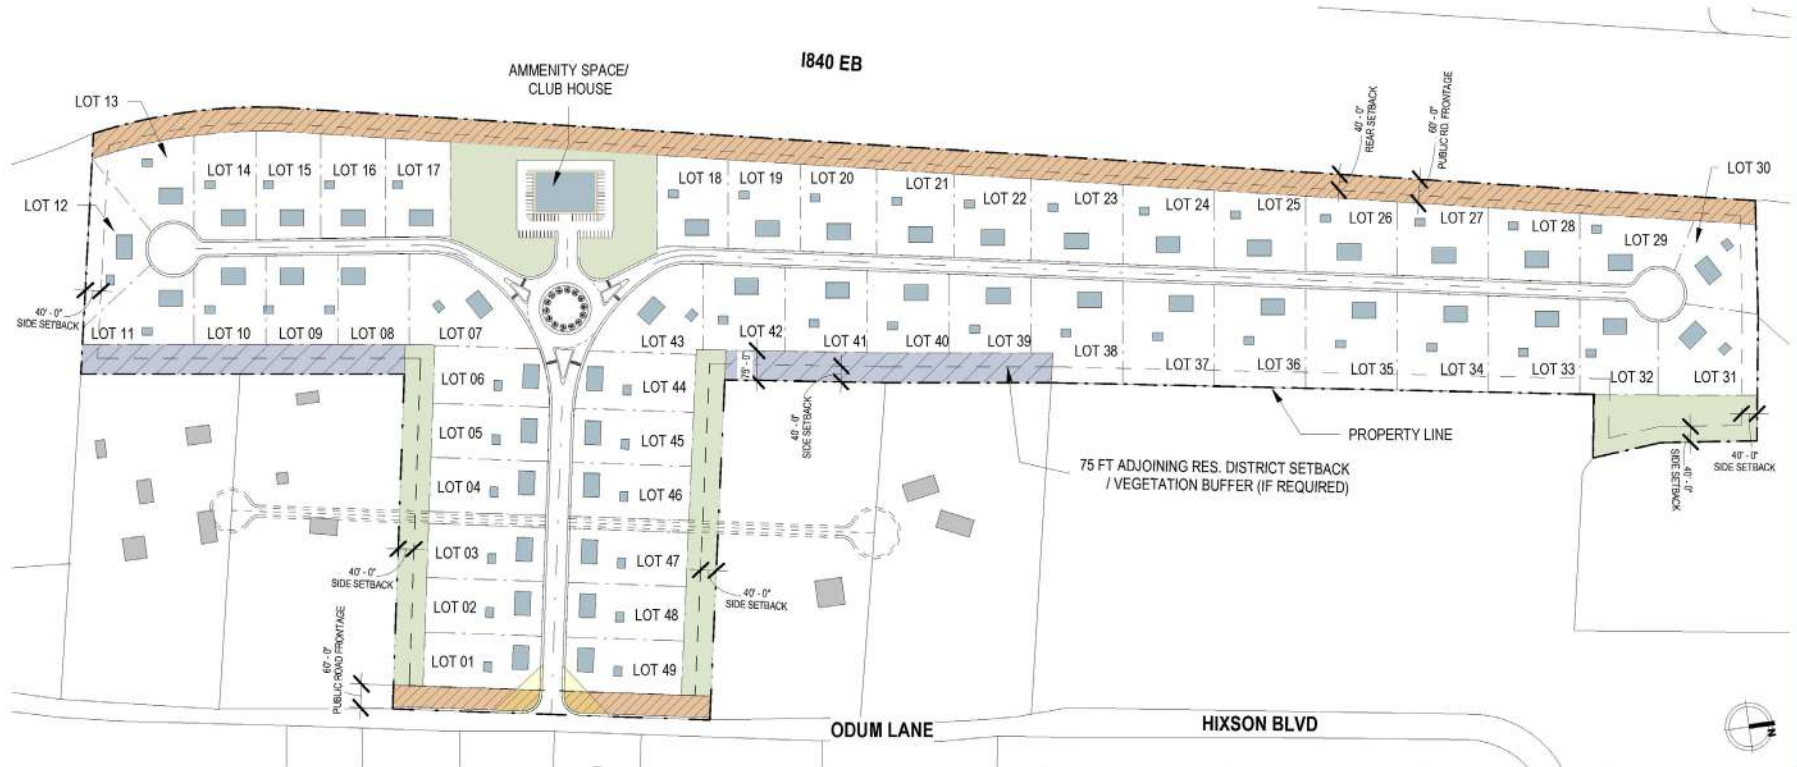 I840 EB
AMMENITY SPACE/
CLUB HOUSE
LOT 13
40' - 0"
REAR SETBACK
60' - 0"
PUBLIC RD. FRONTAGE
LOT 30
LOT 14
LOT 15
LOT 16
LOT 17
LOT 18
LOT 19
LOT 20
LOT 21
LOT 22
LOT 23
LOT 24
LOT 25
LOT 26
LOT 27
LOT 28
LOT 29
LOT 12
40' - 0"
SIDE SETBACK
LOT 11
LOT 10
LOT 09
LOT 08
LOT 07
LOT 43
LOT 42
LOT 41
LOT 40
LOT 39
LOT 38
LOT 37
LOT 36
LOT 35
LOT 34
LOT 33
LOT 32
LOT 31
75' - 0"
40' - 0"
SIDE SETBACK
LOT 06
LOT 44
LOT 05
LOT 45
LOT 04
LOT 46
LOT 03
LOT 47
LOT 02
LOT 48
LOT 01
LOT 49
PROPERTY LINE
75 FT ADJOINING RES. DISTRICT SETBACK
/ VEGETATION BUFFER (IF REQUIRED)
40' - 0"
SIDE SETBACK
40' - 0"
SIDE SETBACK
40' - 0"
SIDE SETBACK
40' - 0"
SIDE SETBACK
60' - 0"
PUBLIC ROAD FRONTAGE
ODUM LANE
HIXSON BLVD
N